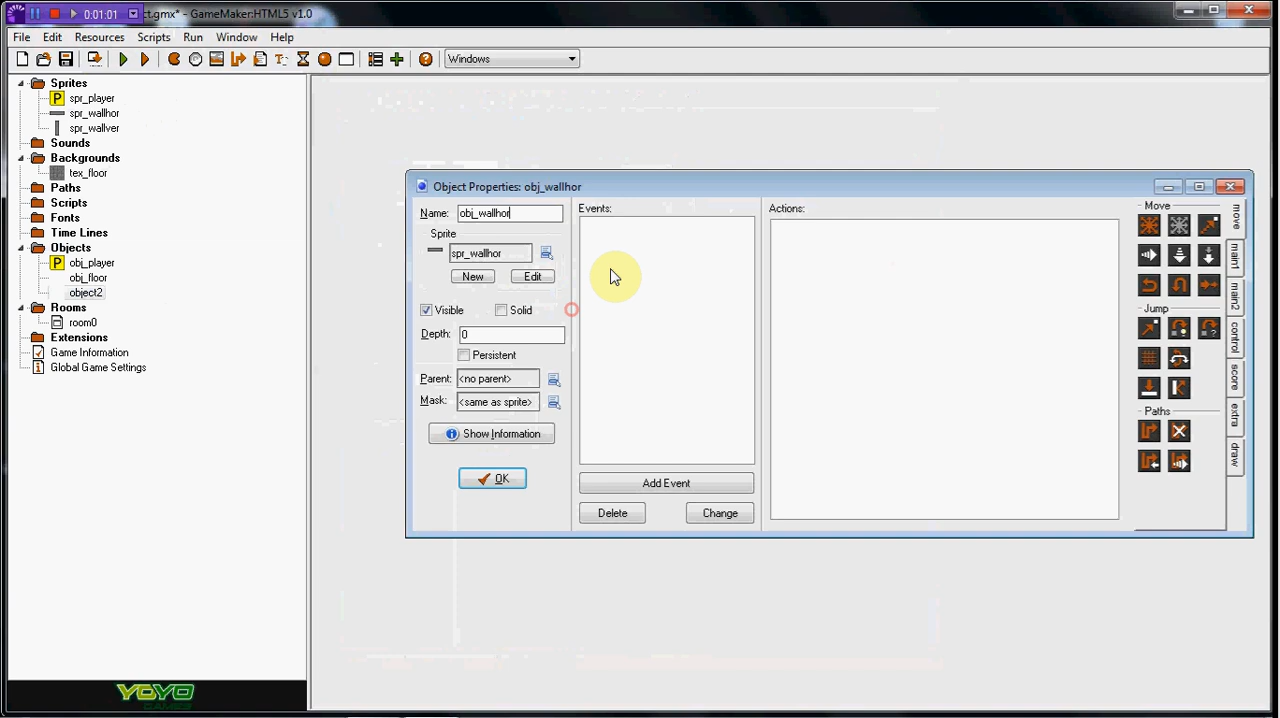 1:01:01
ct.gmx* - GameMaker:HTML5 v1.0
File Edit Resources Scripts Run Window Help
Windows
Sprites
spr_player
spr_wallhor
spr_wallver
Sounds
Backgrounds
tex_floor
Paths
Scripts
Fonts
Time Lines
Objects
obj_player
obj_floor
object2
Rooms
room0
Extensions
Game Information
Global Game Settings
YOYO
GAMES
Object Properties: obj_wallhor
Name: obj_wallhor
Sprite
spr_wallhor
New Edit
Visible Solid
Depth: 0
Persistent
Parent: <no parent>
Mask: <same as sprite>
Show Information
OK
Events:
Add Event
Delete Change
Actions:
Move
Jump
Paths
move
main1
main2
control
score
extra
draw